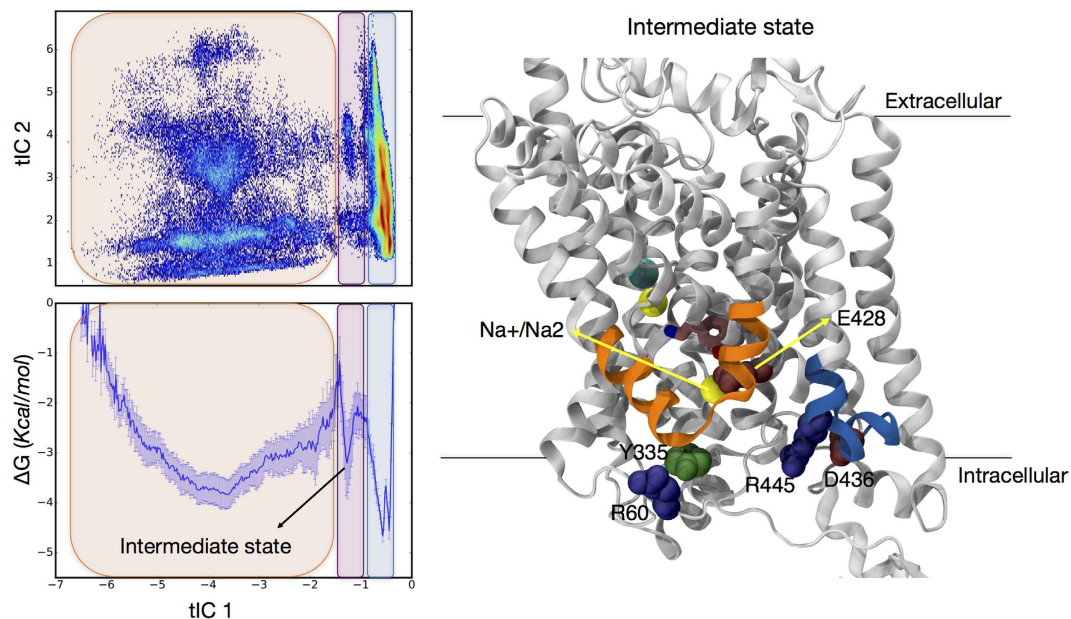 Intermediate state
6
5
4
3
2
1
tIC 2
Extracellular
Na+/Na2
E428
0
−1
−2
−3
−4
−5
ΔG (Kcal/mol)
Intermediate state
−7
−6
−5
−4
−3
−2
−1
0
tIC 1
Y335
R60
R445
D436
Intracellular